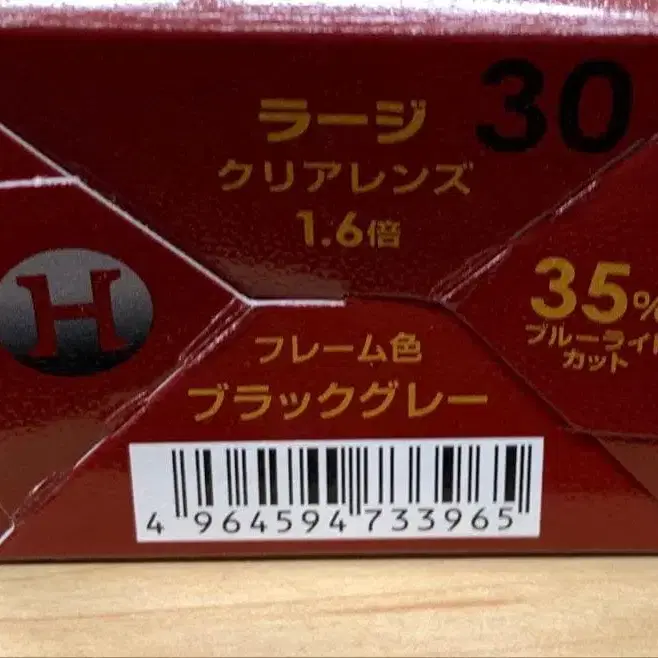 ラージ
30
クリアレンズ
1.6倍
H
35%
ブルーライト
カット
フレーム色
ブラックグレー
4 964594 733965